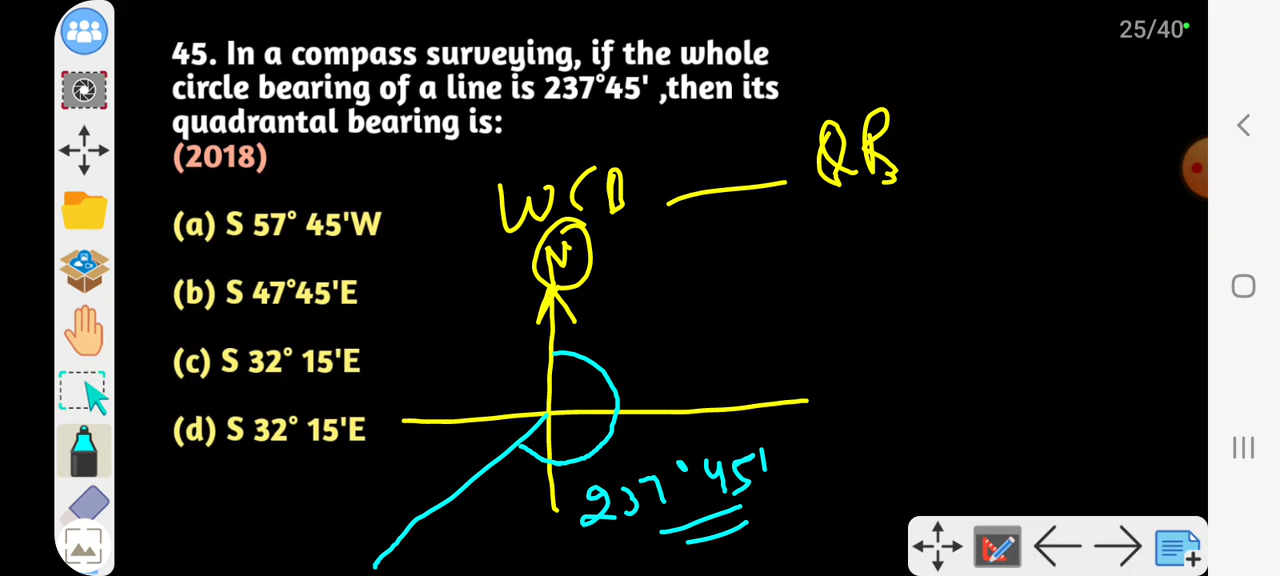 25/40
45. In a compass surveying, if the whole
circle bearing of a line is 237°45' ,then its
quadrantal bearing is:
(2018)
WCB — QB
N
(a) S 57° 45'W
(b) S 47°45'E
(c) S 32° 15'E
(d) S 32° 15'E
237°45'